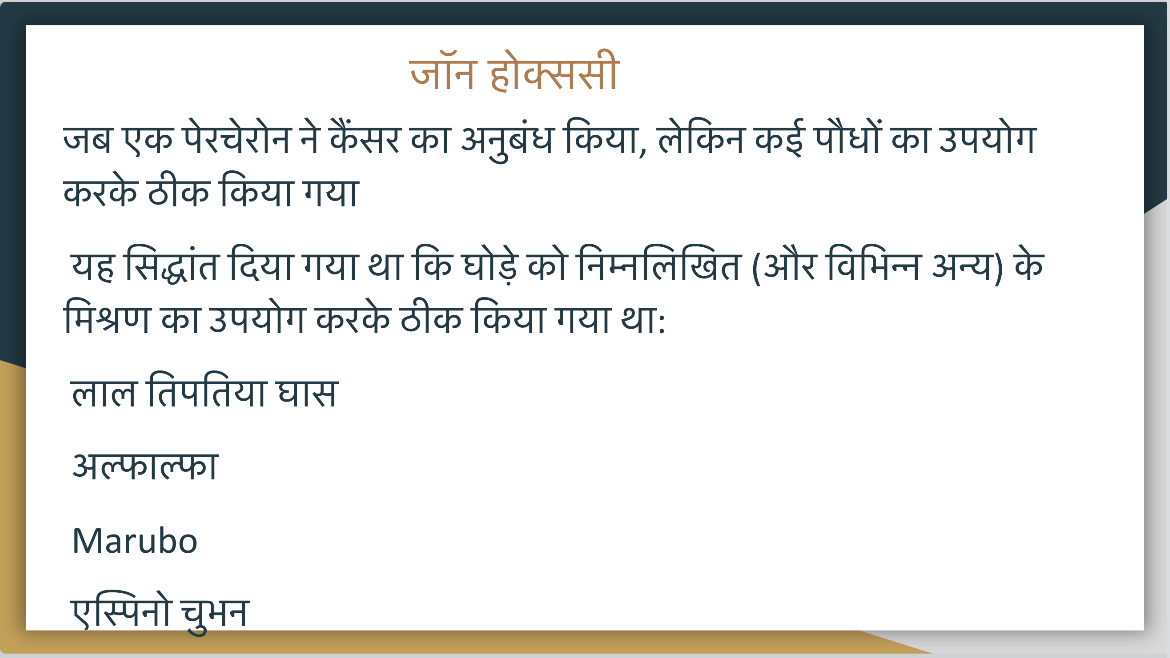 जॉन होक्ससी
जब एक पेरचेरोन ने कैंसर का अनुबंध किया, लेकिन कई पौधों का उपयोग
करके ठीक किया गया
यह सिद्धांत दिया गया था कि घोड़े को निम्नलिखित (और विभिन्न अन्य) के
मिश्रण का उपयोग करके ठीक किया गया था:
लाल तिपतिया घास
अल्फाल्फा
Marubo
एस्पिनो चुभन